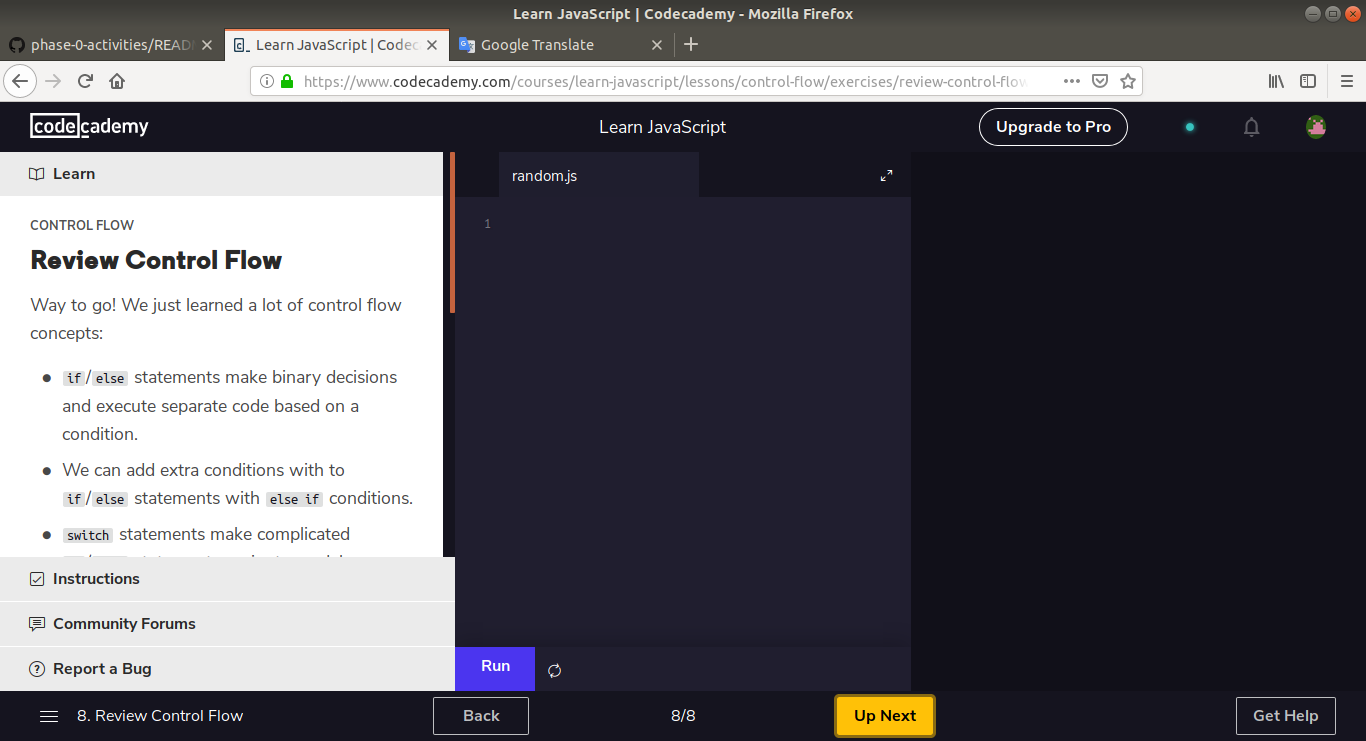 Learn JavaScript | Codecademy - Mozilla Firefox
phase-0-activities/READ
Learn JavaScript | Codec
Google Translate
https://www.codecademy.com/courses/learn-javascript/lessons/control-flow/exercises/review-control-flow
codecademy
Learn JavaScript
Upgrade to Pro
Learn
CONTROL FLOW
Review Control Flow
Way to go! We just learned a lot of control flow
concepts:
if/else statements make binary decisions
and execute separate code based on a
condition.
We can add extra conditions with to
if/else statements with else if conditions.
switch statements make complicated
Instructions
Community Forums
Report a Bug
random.js
1
Run
8. Review Control Flow
Back
8/8
Up Next
Get Help